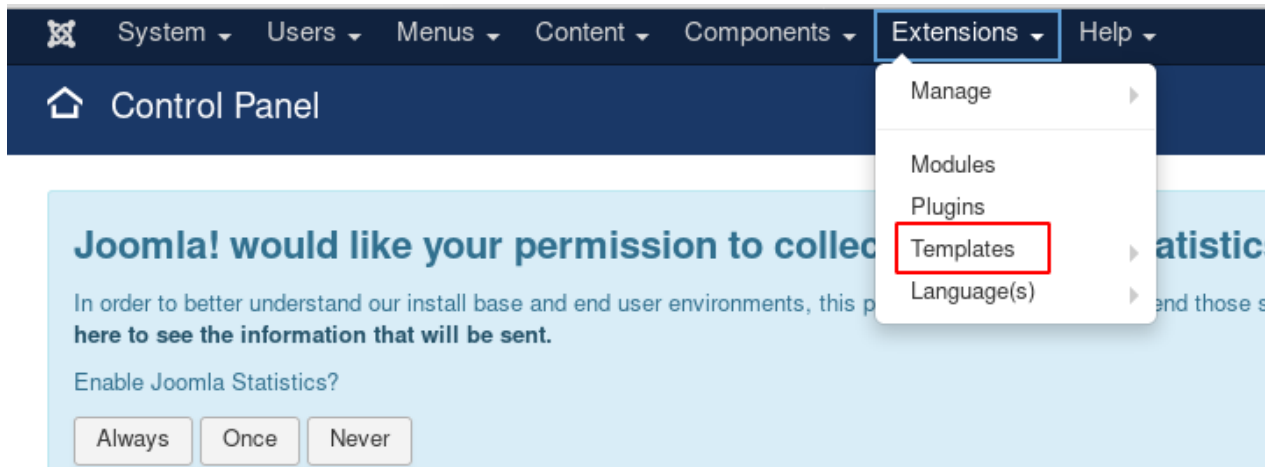 System Users Menus Content Components Extensions Help
Control Panel
Manage
Modules
Plugins
Templates
Language(s)
Joomla! would like your permission to collec atistic
In order to better understand our install base and end user environments, this p end those s
here to see the information that will be sent.
Enable Joomla Statistics?
Always Once Never